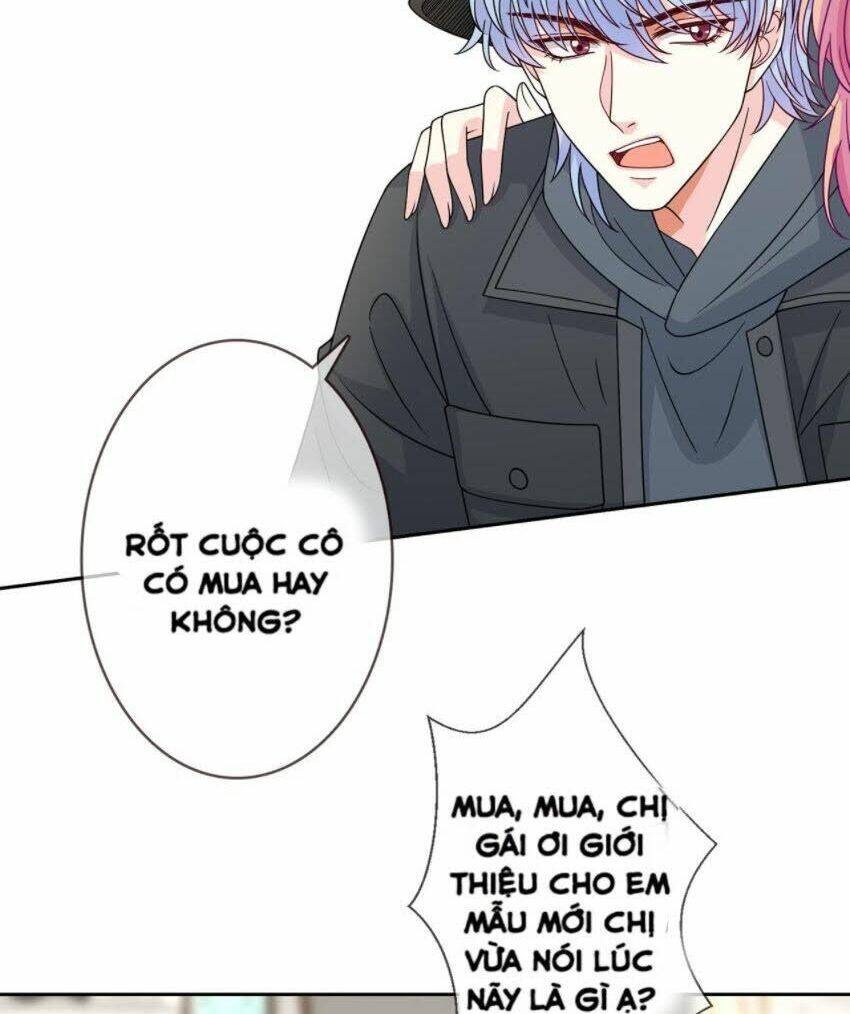 RỐT CUỘC CÔ
CÓ MUA HAY
KHÔNG?
MUA, MUA, CHỊ
GÁI ƠI GIỚI
THIỆU CHO EM
MẪU MỚI CHỊ
VỪA NÓI LÚC
NÃY LÀ GÌ Ạ?